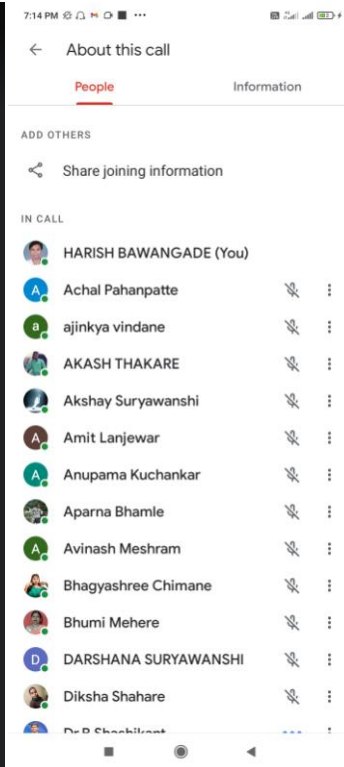 7:14 PM
About this call
People
Information
ADD OTHERS
Share joining information
IN CALL
HARISH BAWANGADE (You)
A Achal Pahanpatte
a ajinkya vindane
AKASH THAKARE
Akshay Suryawanshi
A Amit Lanjewar
A Anupama Kuchankar
Aparna Bhamle
A Avinash Meshram
Bhagyashree Chimane
Bhumi Mehere
D DARSHANA SURYAWANSHI
Diksha Shahare
Dr.B Shashikant